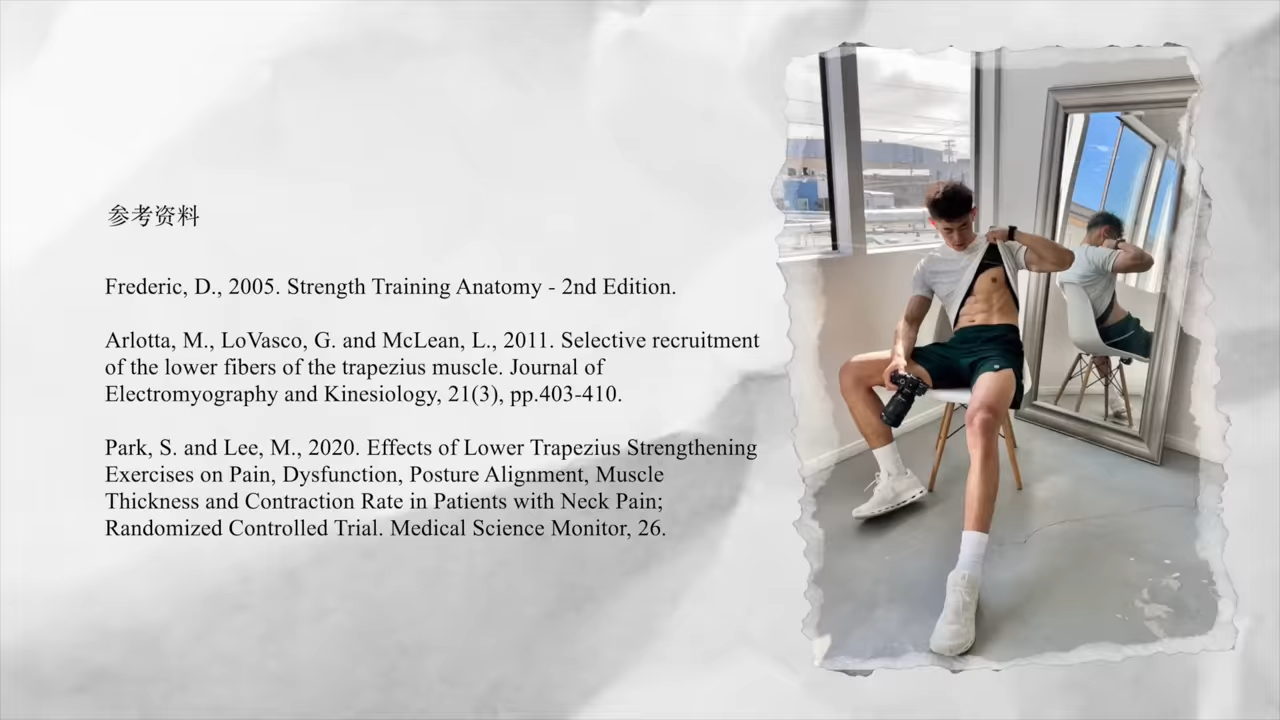 参考资料
Frederic, D., 2005. Strength Training Anatomy - 2nd Edition.
Arlotta, M., LoVasco, G. and McLean, L., 2011. Selective recruitment
of the lower fibers of the trapezius muscle. Journal of
Electromyography and Kinesiology, 21(3), pp.403-410.
Park, S. and Lee, M., 2020. Effects of Lower Trapezius Strengthening
Exercises on Pain, Dysfunction, Posture Alignment, Muscle
Thickness and Contraction Rate in Patients with Neck Pain;
Randomized Controlled Trial. Medical Science Monitor, 26.